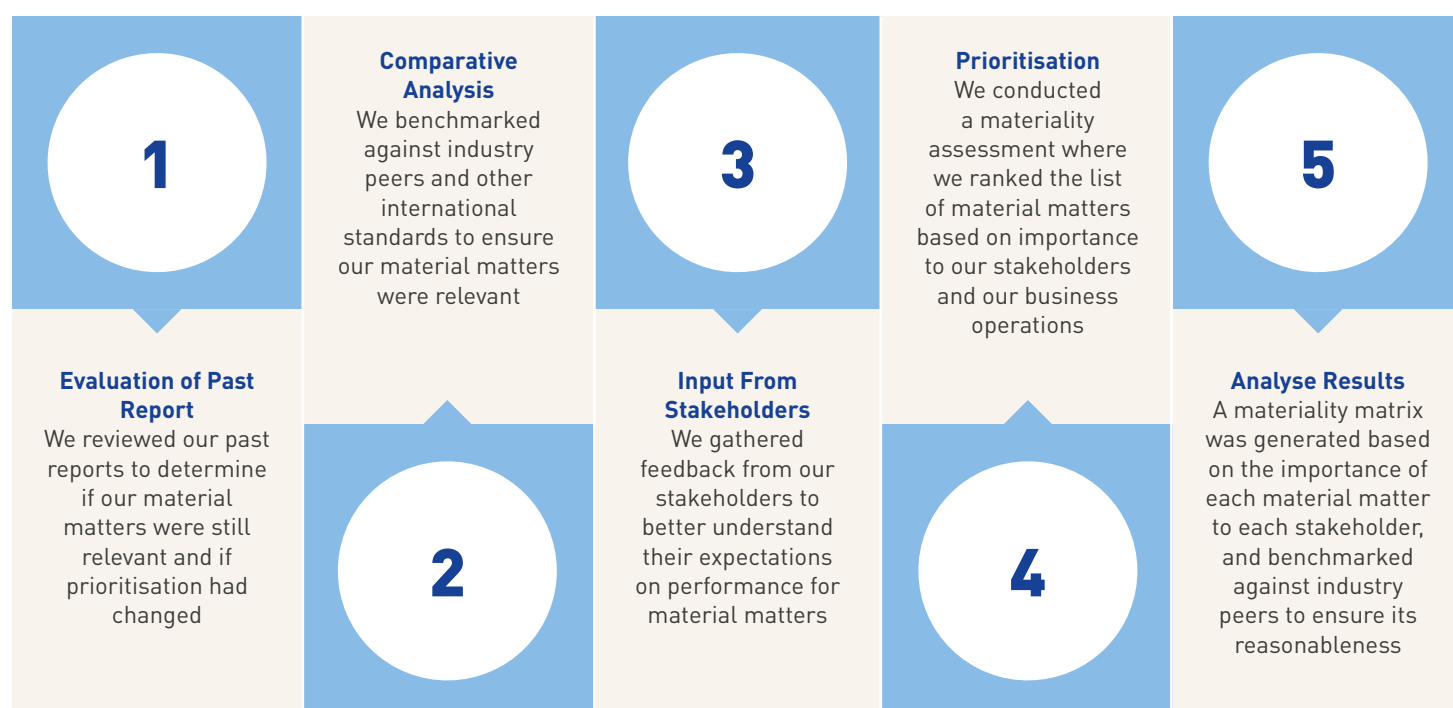 1
Evaluation of Past
Report
We reviewed our past
reports to determine
if our material
matters were still
relevant and if
prioritisation had
changed
Comparative
Analysis
We benchmarked
against industry
peers and other
international
standards to ensure
our material matters
were relevant
2
3
Input From
Stakeholders
We gathered
feedback from our
stakeholders to
better understand
their expectations
on performance for
material matters
Prioritisation
We conducted
a materiality
assessment where
we ranked the list
of material matters
based on importance
to our stakeholders
and our business
operations
4
5
Analyse Results
A materiality matrix
was generated based
on the importance of
each material matter
to each stakeholder,
and benchmarked
against industry
peers to ensure its
reasonableness